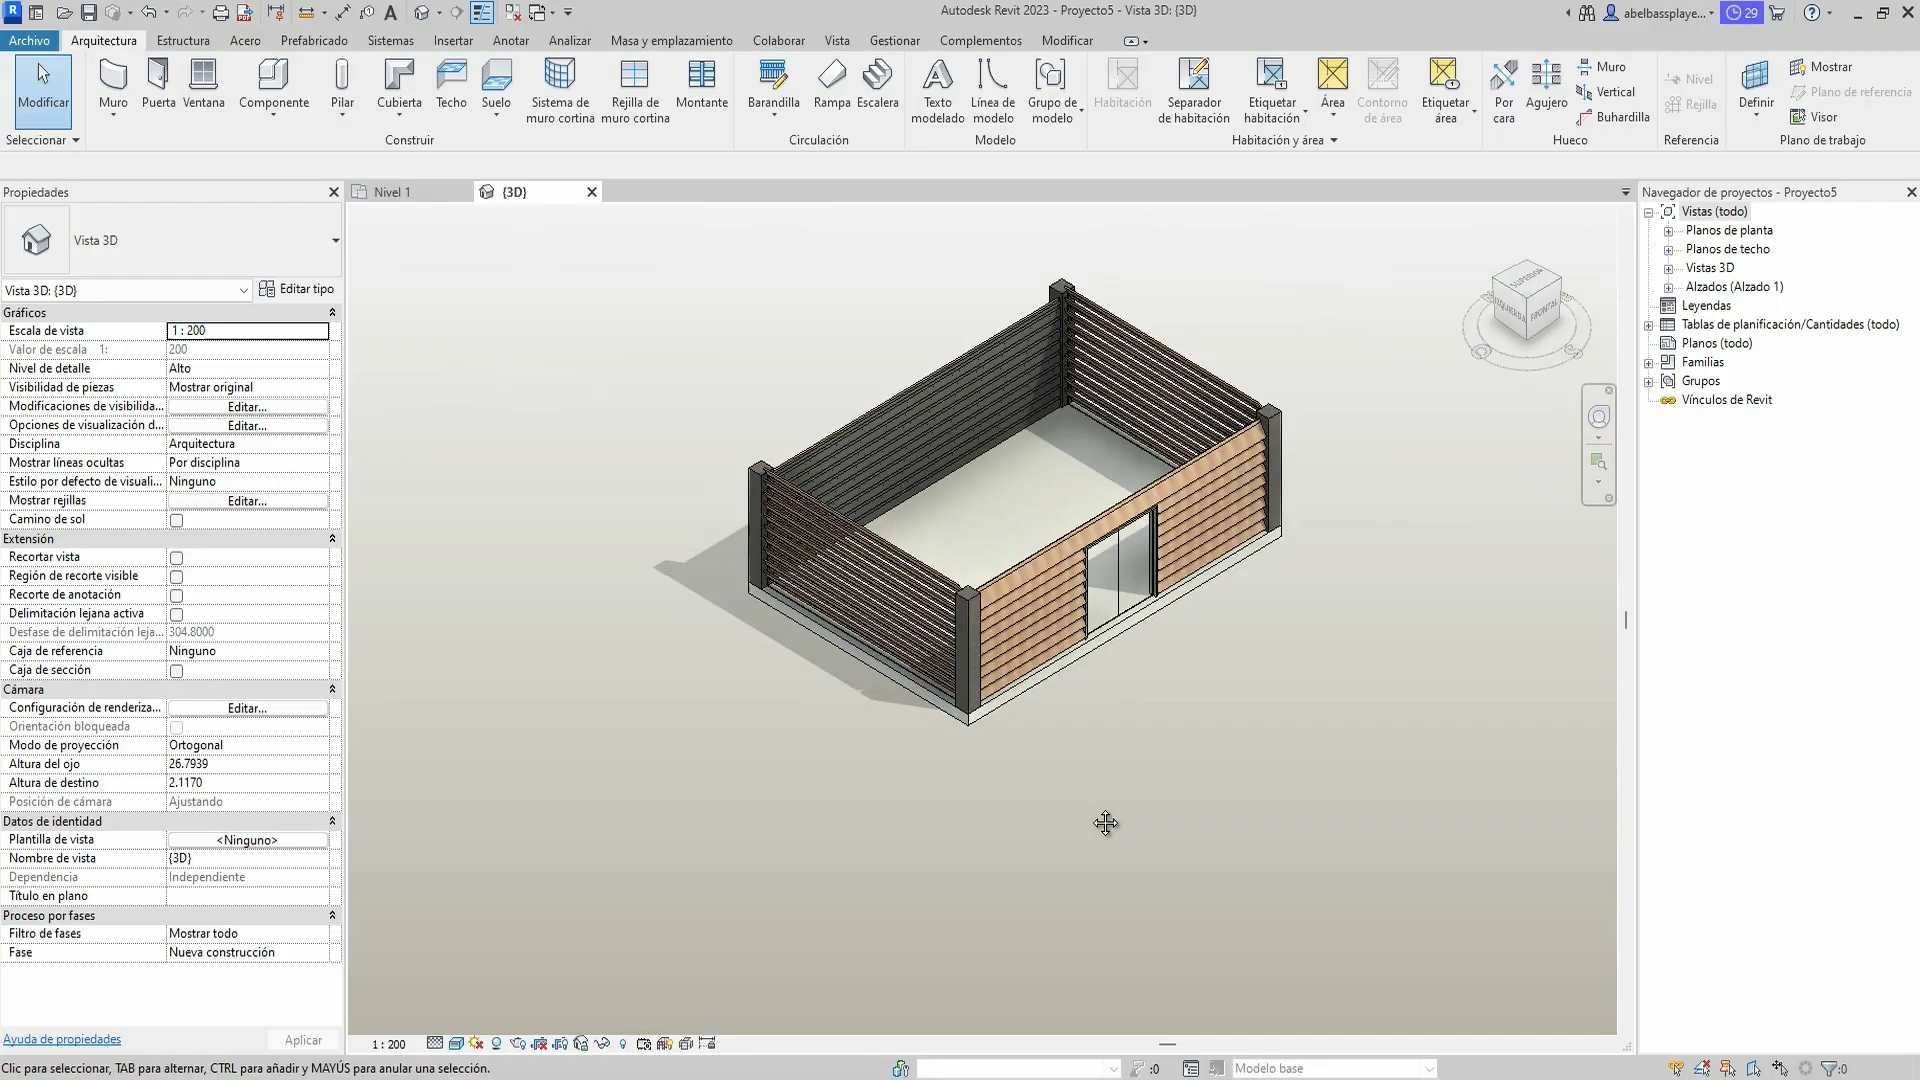 Autodesk Revit 2023 - Proyecto5 - Vista 3D: {3D}
abelbassplaye...
29
Archivo
Arquitectura
Estructura
Acero
Prefabricado
Sistemas
Insertar
Anotar
Analizar
Masa y emplazamiento
Colaborar
Vista
Gestionar
Complementos
Modificar
Modificar
Muro
Puerta
Ventana
Componente
Pilar
Cubierta
Techo
Suelo
Sistema de
muro cortina
Rejilla de
muro cortina
Montante
Barandilla
Rampa
Escalera
Texto
modelado
Línea de
modelo
Grupo de
modelo
Habitación
Separador
de habitación
Etiquetar
habitación
Área
Contorno
de área
Etiquetar
área
Por
cara
Agujero
Muro
Vertical
Buhardilla
Nivel
Rejilla
Definir
Mostrar
Plano de referencia
Visor
Seleccionar
Construir
Circulación
Modelo
Habitación y área
Hueco
Referencia
Plano de trabajo
Propiedades
Vista 3D
Vista 3D: {3D}
Editar tipo
Gráficos
Escala de vista 1 : 200
Valor de escala 1: 200
Nivel de detalle Alto
Visibilidad de piezas Mostrar original
Modificaciones de visibilida... Editar...
Opciones de visualización d... Editar...
Disciplina Arquitectura
Mostrar líneas ocultas Por disciplina
Estilo por defecto de visuali... Ninguno
Mostrar rejillas Editar...
Camino de sol
Extensión
Recortar vista
Región de recorte visible
Recorte de anotación
Delimitación lejana activa
Desfase de delimitación leja... 304.8000
Caja de referencia Ninguno
Caja de sección
Cámara
Configuración de renderiza... Editar...
Orientación bloqueada
Modo de proyección Ortogonal
Altura del ojo 26.7939
Altura de destino 2.1170
Posición de cámara Ajustando
Datos de identidad
Plantilla de vista <Ninguno>
Nombre de vista {3D}
Dependencia Independiente
Título en plano
Proceso por fases
Filtro de fases Mostrar todo
Fase Nueva construcción
Ayuda de propiedades
Aplicar
Nivel 1
{3D}
SUPERIOR
IZQUIERDA
FRONTAL
Navegador de proyectos - Proyecto5
Vistas (todo)
Planos de planta
Planos de techo
Vistas 3D
Alzados (Alzado 1)
Leyendas
Tablas de planificación/Cantidades (todo)
Planos (todo)
Familias
Grupos
Vínculos de Revit
1 : 200
Clic para seleccionar, TAB para alternar, CTRL para añadir y MAYÚS para anular una selección.
:0
Modelo base
:0